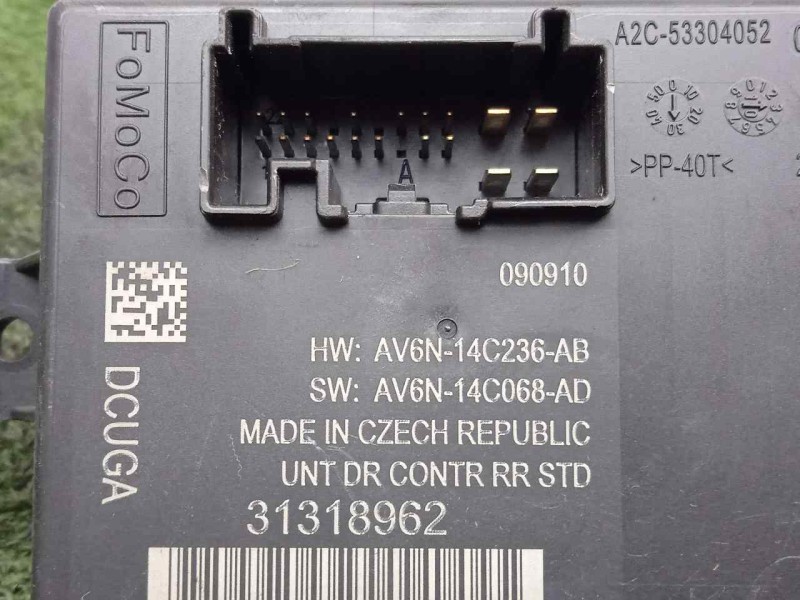 FoMoCo
A2C-53304052
>PP-40T<
A
090910
HW: AV6N-14C236-AB
SW: AV6N-14C068-AD
MADE IN CZECH REPUBLIC
UNT DR CONTR RR STD
31318962
DCUGA